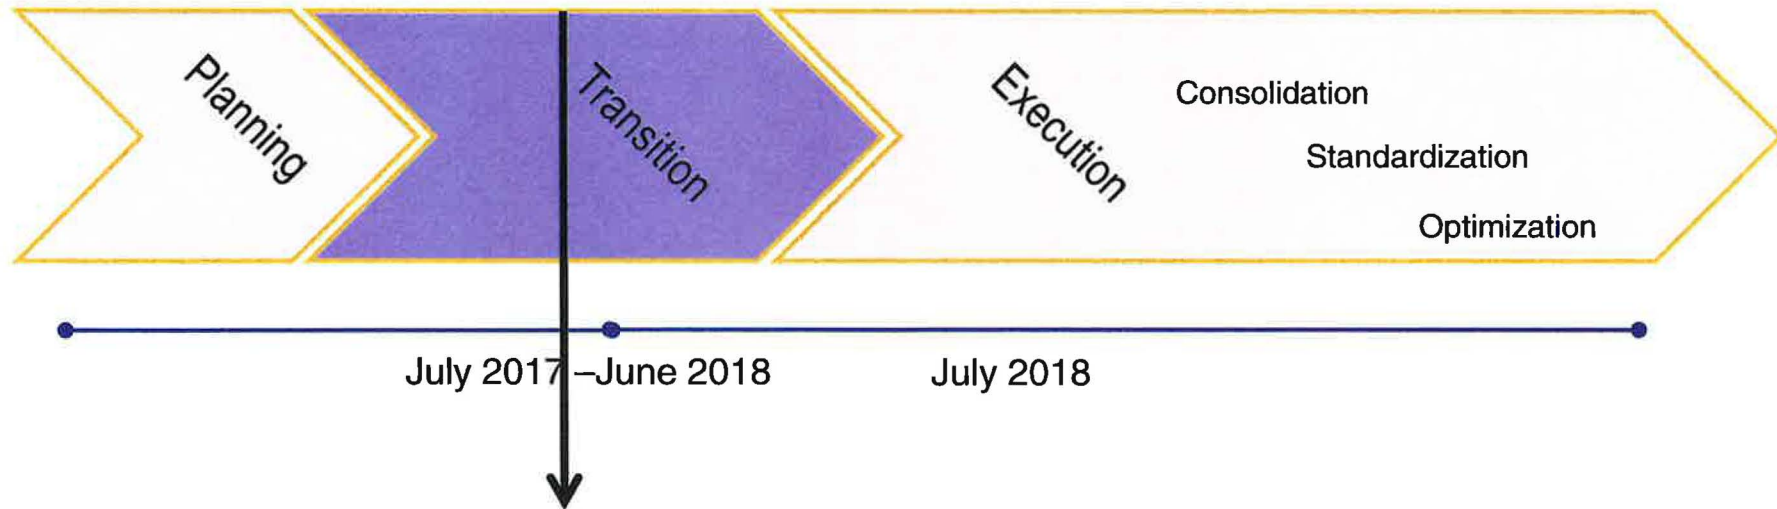 Planning
Transition
Execution
Consolidation
Standardization
Optimization
July 2017 –June 2018
July 2018